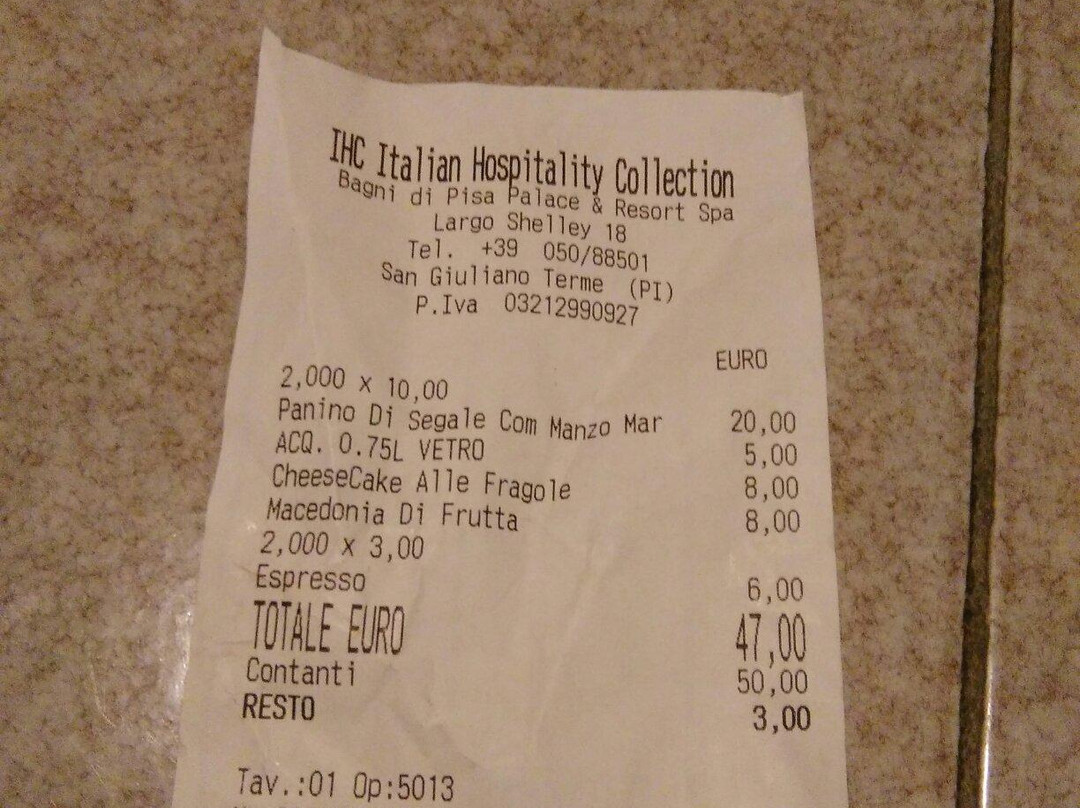 IHC Italian Hospitality Collection
Bagni di Pisa Palace & Resort Spa
Largo Shelley 18
Tel. +39 050/88501
San Giuliano Terme (PI)
P.Iva 03212990927
EURO
2,000 x 10,00
Panino Di Segale Com Manzo Mar 20,00
ACQ. 0.75L VETRO 5,00
CheeseCake Alle Fragole 8,00
Macedonia Di Frutta 8,00
2,000 x 3,00
Espresso 6,00
TOTALE EURO 47,00
Contanti 50,00
RESTO 3,00
Tav.:01 Op:5013